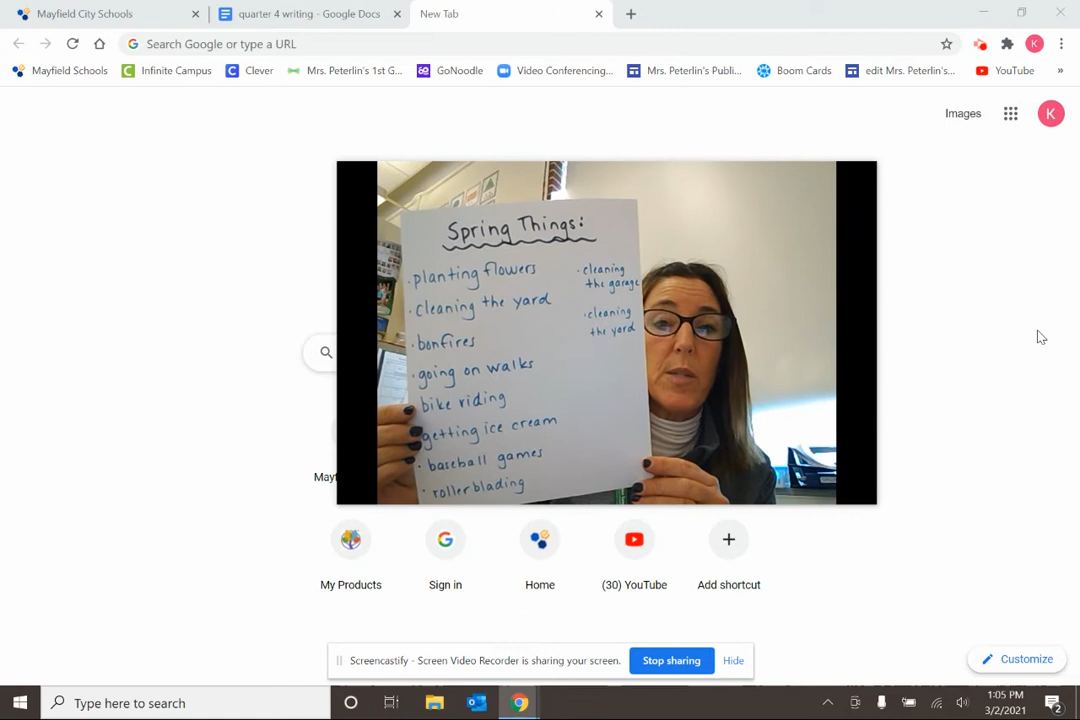 Mayfield City Schools
quarter 4 writing - Google Docs
New Tab
Search Google or type a URL
K
Mayfield Schools
Infinite Campus
Clever
Mrs. Peterlin's 1st G...
GoNoodle
Video Conferencing...
Mrs. Peterlin's Publi...
Boom Cards
edit Mrs. Peterlin's...
YouTube
»
Images
K
Spring Things:
· planting flowers
· cleaning the yard
· bonfires
· going on walks
· bike riding
· getting ice cream
· baseball games
· rollerblading
· cleaning
the garage
· cleaning
the yard
Mayf
My Products
Sign in
Home
(30) YouTube
Add shortcut
Screencastify - Screen Video Recorder is sharing your screen.
Stop sharing
Hide
Customize
Type here to search
1:05 PM
3/2/2021
2